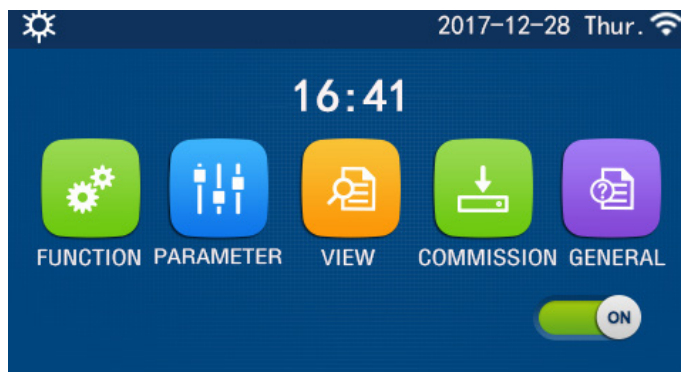 2017-12-28 Thur.
16:41
FUNCTION PARAMETER VIEW COMMISSION GENERAL
ON